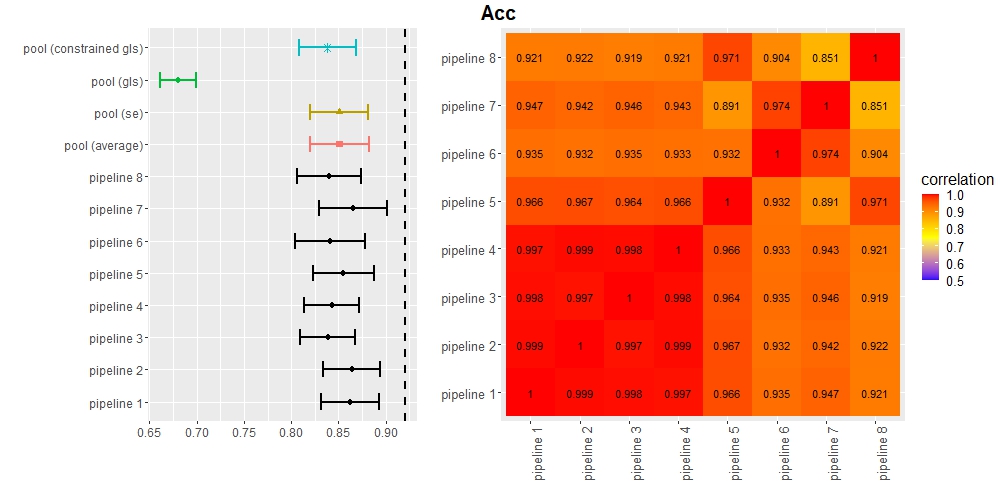 Acc
pool (constrained gls)
pool (gls)
pool (se)
pool (average)
pipeline 8
pipeline 7
pipeline 6
pipeline 5
pipeline 4
pipeline 3
pipeline 2
pipeline 1
0.65 0.70 0.75 0.80 0.85 0.90
pipeline 8 0.921 0.922 0.919 0.921 0.971 0.904 0.851 1
pipeline 7 0.947 0.942 0.946 0.943 0.891 0.974 1 0.851
pipeline 6 0.935 0.932 0.935 0.933 0.932 1 0.974 0.904
pipeline 5 0.966 0.967 0.964 0.966 1 0.932 0.891 0.971
pipeline 4 0.997 0.999 0.998 1 0.966 0.933 0.943 0.921
pipeline 3 0.998 0.997 1 0.998 0.964 0.935 0.946 0.919
pipeline 2 0.999 1 0.997 0.999 0.967 0.932 0.942 0.922
pipeline 1 1 0.999 0.998 0.997 0.966 0.935 0.947 0.921
pipeline 1
pipeline 2
pipeline 3
pipeline 4
pipeline 5
pipeline 6
pipeline 7
pipeline 8
correlation
1.0
0.9
0.8
0.7
0.6
0.5